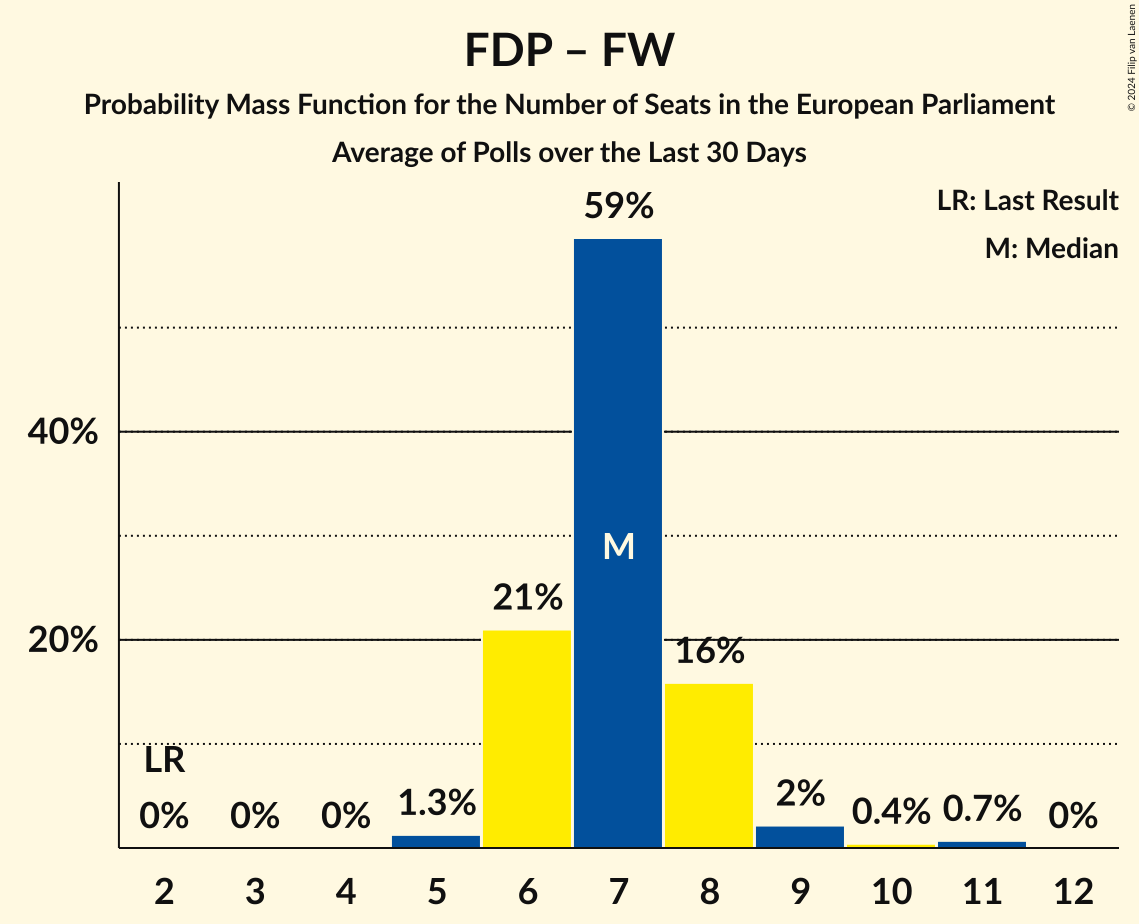 FDP – FW
Probability Mass Function for the Number of Seats in the European Parliament
Average of Polls over the Last 30 Days
© 2024 Filip van Laenen
LR: Last Result
M: Median
59%
40%
M
21%
20%
16%
LR
0%
0%
0%
1.3%
2%
0.4%
0.7%
0%
2 3 4 5 6 7 8 9 10 11 12